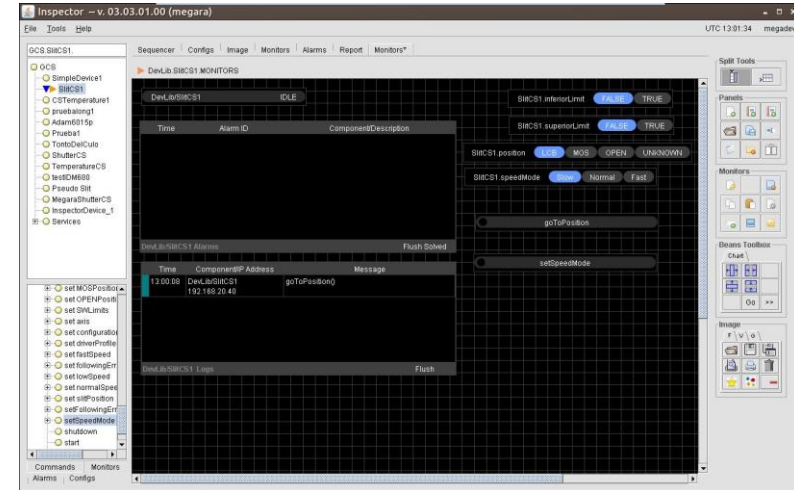 Inspector – v. 03.03.01.00 (megara)
File Tools Help
UTC 13:01:34 megadev
GCS.SlitCS1.
Sequencer Configs Image Monitors Alarms Report Monitors*
DevLib.SlitCS1.MONITORS
GCS
SimpleDevice1
SlitCS1
CSTemperature1
pruebalong1
Adam6015p
Prueba1
TontoDelCulo
ShutterCS
TemperatureCS
testIDM680
Pseudo Slit
MegaraShutterCS
InspectorDevice_1
Services
set MOSPosition
set OPENPositi
set SWLimits
set axis
set configuration
set driverProfile
set fastSpeed
set followingErr
set lowSpeed
set normalSpee
set slitPosition
setFollowingErr
setSpeedMode
shutdown
start
Commands Monitors
Alarms Configs
DevLib/SlitCS1 IDLE
Time Alarm ID Component/Description
DevLib/SlitCS1 Alarms Flush Solved
Time Component/IP Address Message
13:00:08 DevLib/SlitCS1 goToPosition()
192.168.20.40
DevLib/SlitCS1 Logs Flush
SlitCS1.inferiorLimit FALSE TRUE
SlitCS1.superiorLimit FALSE TRUE
SlitCS1.position LCB MOS OPEN UNKNOWN
SlitCS1.speedMode Slow Normal Fast
goToPosition
setSpeedMode
Split Tools
Panels
Monitors
Beans Toolbox
Chart
Go >>
Image
F U G